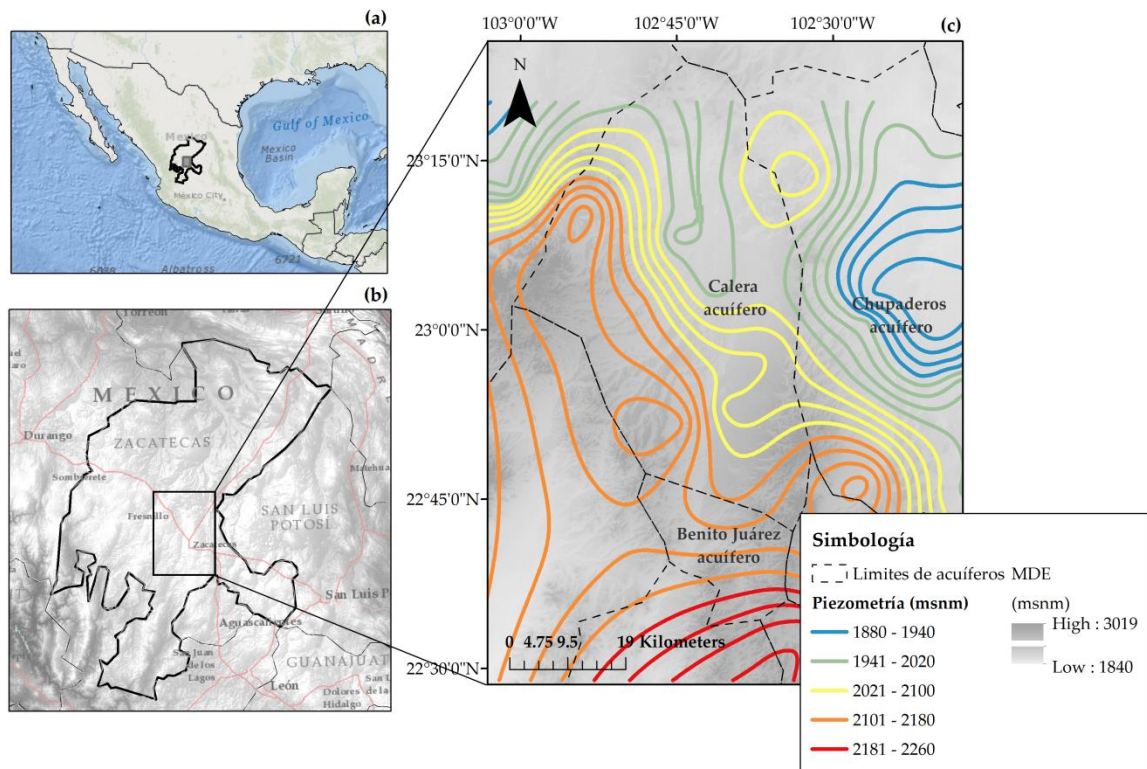 (a)
Mexico
México City
Gulf of Mexico
Mexico
Basin
Albatross
6721
(b)
Torreon
MEXICO
Durango
ZACATECAS
Sombrerete
Fresnillo
Zacatecas
SAN LUIS
POTOSÍ
Matehua
San Luis P
Aguascalientes
San Juan
de los
Lagos
GUANAJUAT
León
Dolores
Hidalgo
(c)
103°0'0"W
102°45'0"W
102°30'0"W
N
23°15'0"N
23°0'0"N
22°45'0"N
22°30'0"N
Calera
acuífero
Chupaderos
acuífero
Benito Juárez
acuífero
0 4.75 9.5 19 Kilometers
Simbología
Limites de acuíferos
Piezometría (msnm)
1880 - 1940
1941 - 2020
2021 - 2100
2101 - 2180
2181 - 2260
MDE
(msnm)
High : 3019
Low : 1840